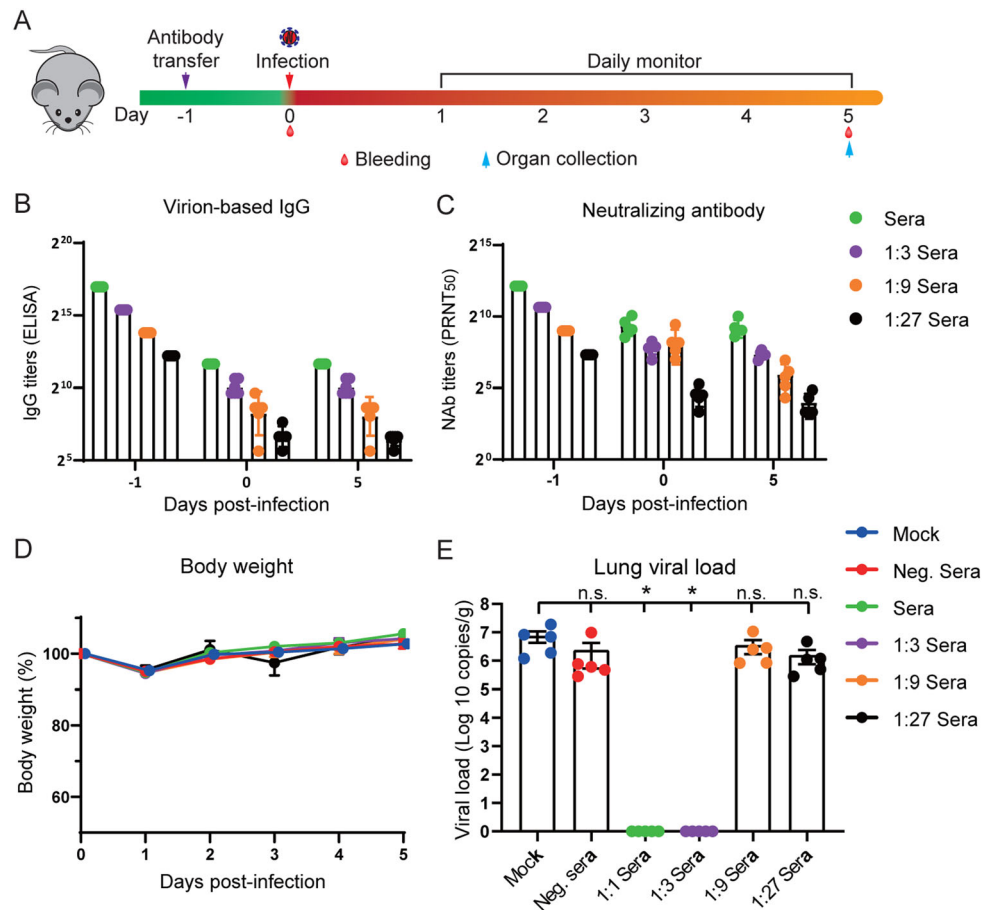 A
Antibody
transfer
Infection
Daily monitor
Day -1 0 1 2 3 4 5
Bleeding Organ collection
B Virion-based IgG
IgG titers (ELISA)
2^20
2^15
2^10
2^5
-1 0 5
Days post-infection
C Neutralizing antibody
NAb titers (PRNT50)
2^15
2^10
2^5
2^0
-1 0 5
Days post-infection
Sera
1:3 Sera
1:9 Sera
1:27 Sera
D Body weight
Body weight (%)
100
80
60
0 1 2 3 4 5
Days post-infection
E Lung viral load
n.s. * * n.s. n.s.
Viral load (Log 10 copies/g)
8
7
6
5
4
3
2
1
0
Mock Neg. sera 1:1 Sera 1:3 Sera 1:9 Sera 1:27 Sera
Mock
Neg. Sera
Sera
1:3 Sera
1:9 Sera
1:27 Sera